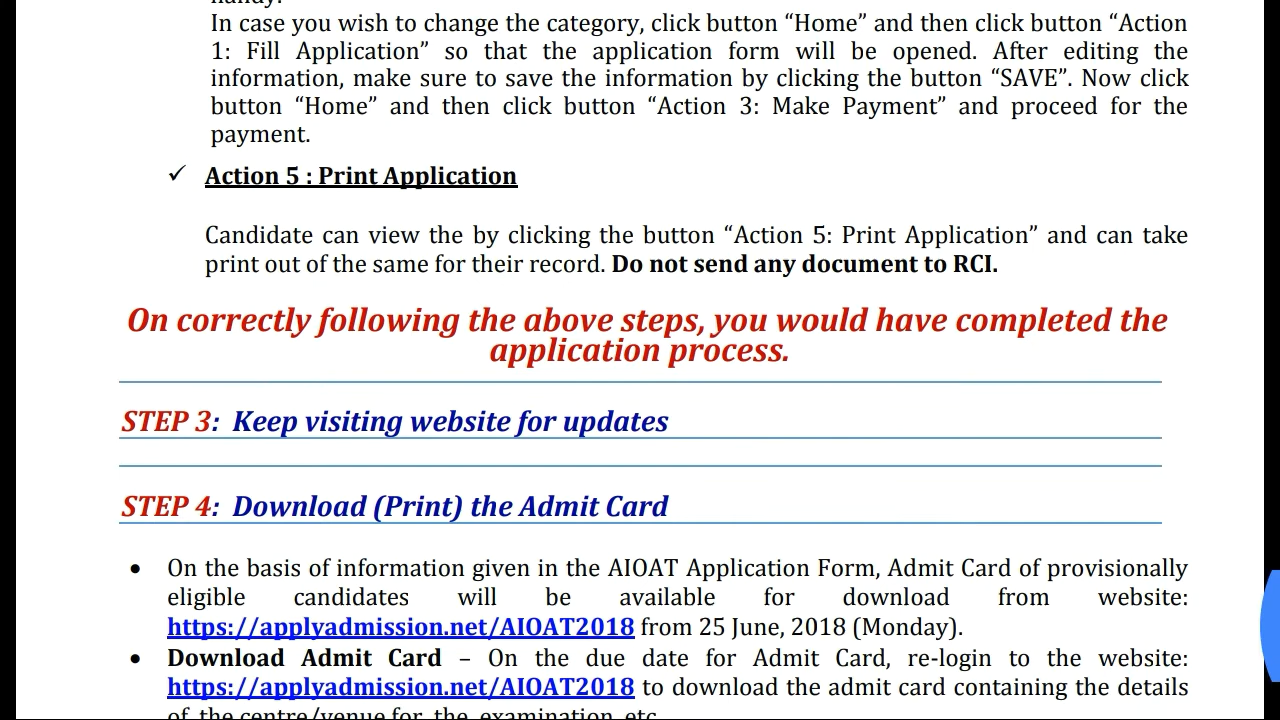 handy.
In case you wish to change the category, click button “Home” and then click button “Action
1: Fill Application” so that the application form will be opened. After editing the
information, make sure to save the information by clicking the button “SAVE”. Now click
button “Home” and then click button “Action 3: Make Payment” and proceed for the
payment.
✓ Action 5 : Print Application
Candidate can view the by clicking the button “Action 5: Print Application” and can take
print out of the same for their record. Do not send any document to RCI.
On correctly following the above steps, you would have completed the
application process.
STEP 3: Keep visiting website for updates
STEP 4: Download (Print) the Admit Card
• On the basis of information given in the AIOAT Application Form, Admit Card of provisionally
eligible candidates will be available for download from website:
https://applyadmission.net/AIOAT2018 from 25 June, 2018 (Monday).
• Download Admit Card – On the due date for Admit Card, re-login to the website:
https://applyadmission.net/AIOAT2018 to download the admit card containing the details
of the centre/venue for the examination etc